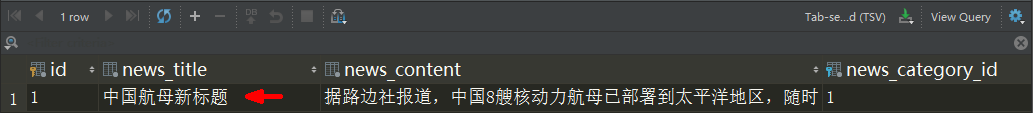 1 row
DB
Tab-se...d (TSV)
View Query
id news_title news_content news_category_id
1 1 中国航母新标题 据路边社报道，中国8艘核动力航母已部署到太平洋地区，随时 1